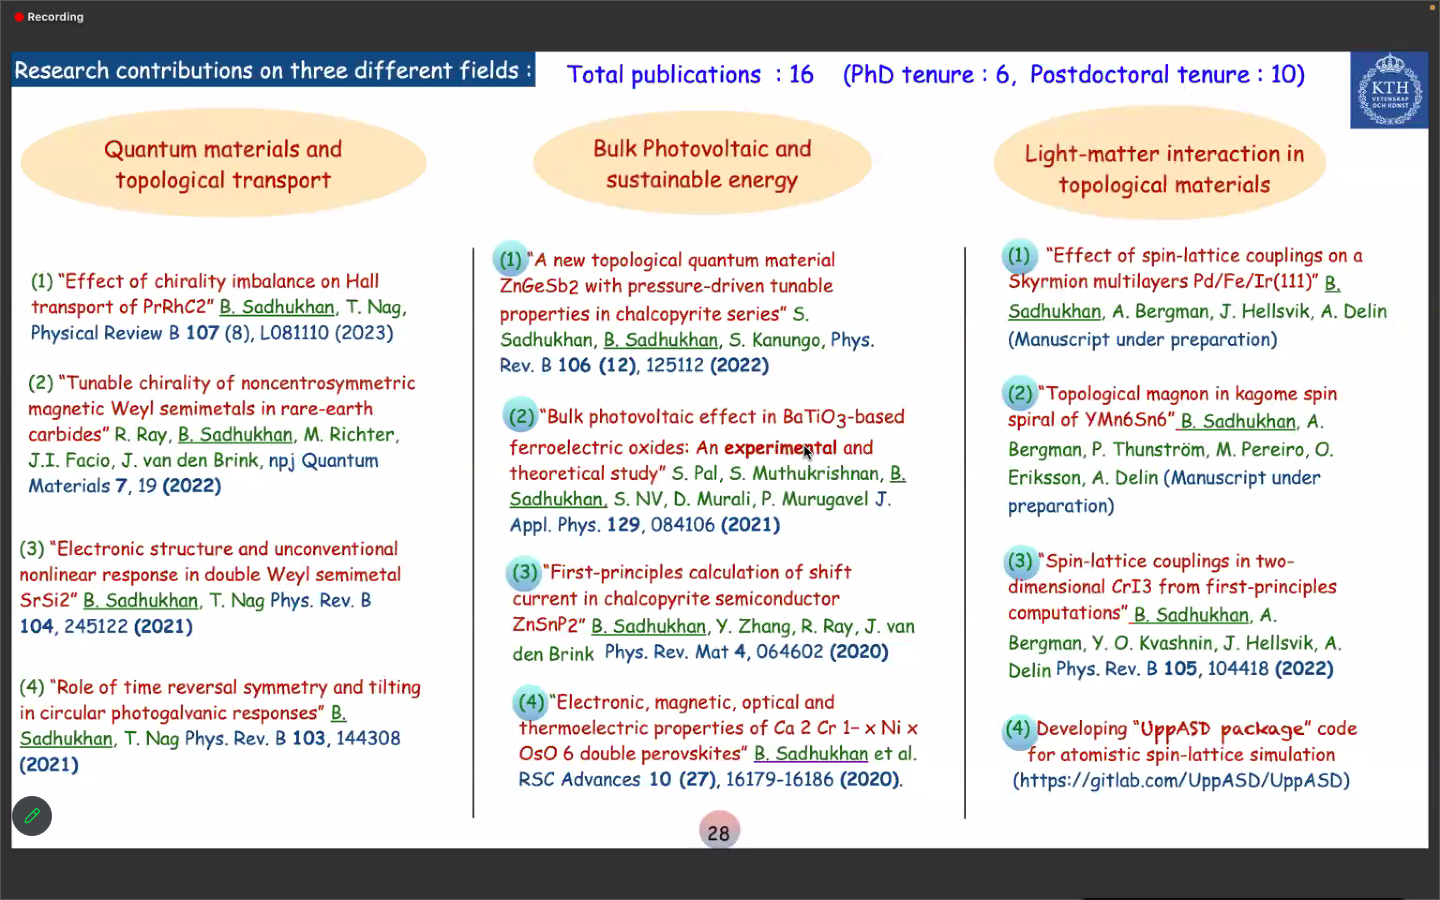 Recording
Research contributions on three different fields :
Total publications : 16 (PhD tenure : 6, Postdoctoral tenure : 10)
KTH
VETENSKAP
OCH KONST
Quantum materials and
topological transport
(1) “Effect of chirality imbalance on Hall
transport of PrRhC2” B. Sadhukhan, T. Nag,
Physical Review B 107 (8), L081110 (2023)
(2) “Tunable chirality of noncentrosymmetric
magnetic Weyl semimetals in rare-earth
carbides” R. Ray, B. Sadhukhan, M. Richter,
J.I. Facio, J. van den Brink, npj Quantum
Materials 7, 19 (2022)
(3) “Electronic structure and unconventional
nonlinear response in double Weyl semimetal
SrSi2” B. Sadhukhan, T. Nag Phys. Rev. B
104, 245122 (2021)
(4) “Role of time reversal symmetry and tilting
in circular photogalvanic responses” B.
Sadhukhan, T. Nag Phys. Rev. B 103, 144308
(2021)
Bulk Photovoltaic and
sustainable energy
(1) “A new topological quantum material
ZnGeSb2 with pressure-driven tunable
properties in chalcopyrite series” S.
Sadhukhan, B. Sadhukhan, S. Kanungo, Phys.
Rev. B 106 (12), 125112 (2022)
(2) “Bulk photovoltaic effect in BaTiO3-based
ferroelectric oxides: An experimental and
theoretical study” S. Pal, S. Muthukrishnan, B.
Sadhukhan, S. NV, D. Murali, P. Murugavel J.
Appl. Phys. 129, 084106 (2021)
(3) “First-principles calculation of shift
current in chalcopyrite semiconductor
ZnSnP2” B. Sadhukhan, Y. Zhang, R. Ray, J. van
den Brink Phys. Rev. Mat 4, 064602 (2020)
(4) “Electronic, magnetic, optical and
thermoelectric properties of Ca 2 Cr 1− x Ni x
OsO 6 double perovskites” B. Sadhukhan et al.
RSC Advances 10 (27), 16179-16186 (2020).
Light-matter interaction in
topological materials
(1) “Effect of spin-lattice couplings on a
Skyrmion multilayers Pd/Fe/Ir(111)” B.
Sadhukhan, A. Bergman, J. Hellsvik, A. Delin
(Manuscript under preparation)
(2) “Topological magnon in kagome spin
spiral of YMn6Sn6” B. Sadhukhan, A.
Bergman, P. Thunström, M. Pereiro, O.
Eriksson, A. Delin (Manuscript under
preparation)
(3) “Spin-lattice couplings in two-
dimensional CrI3 from first-principles
computations” B. Sadhukhan, A.
Bergman, Y. O. Kvashnin, J. Hellsvik, A.
Delin Phys. Rev. B 105, 104418 (2022)
(4) Developing “UppASD package” code
for atomistic spin-lattice simulation
(https://gitlab.com/UppASD/UppASD)
28